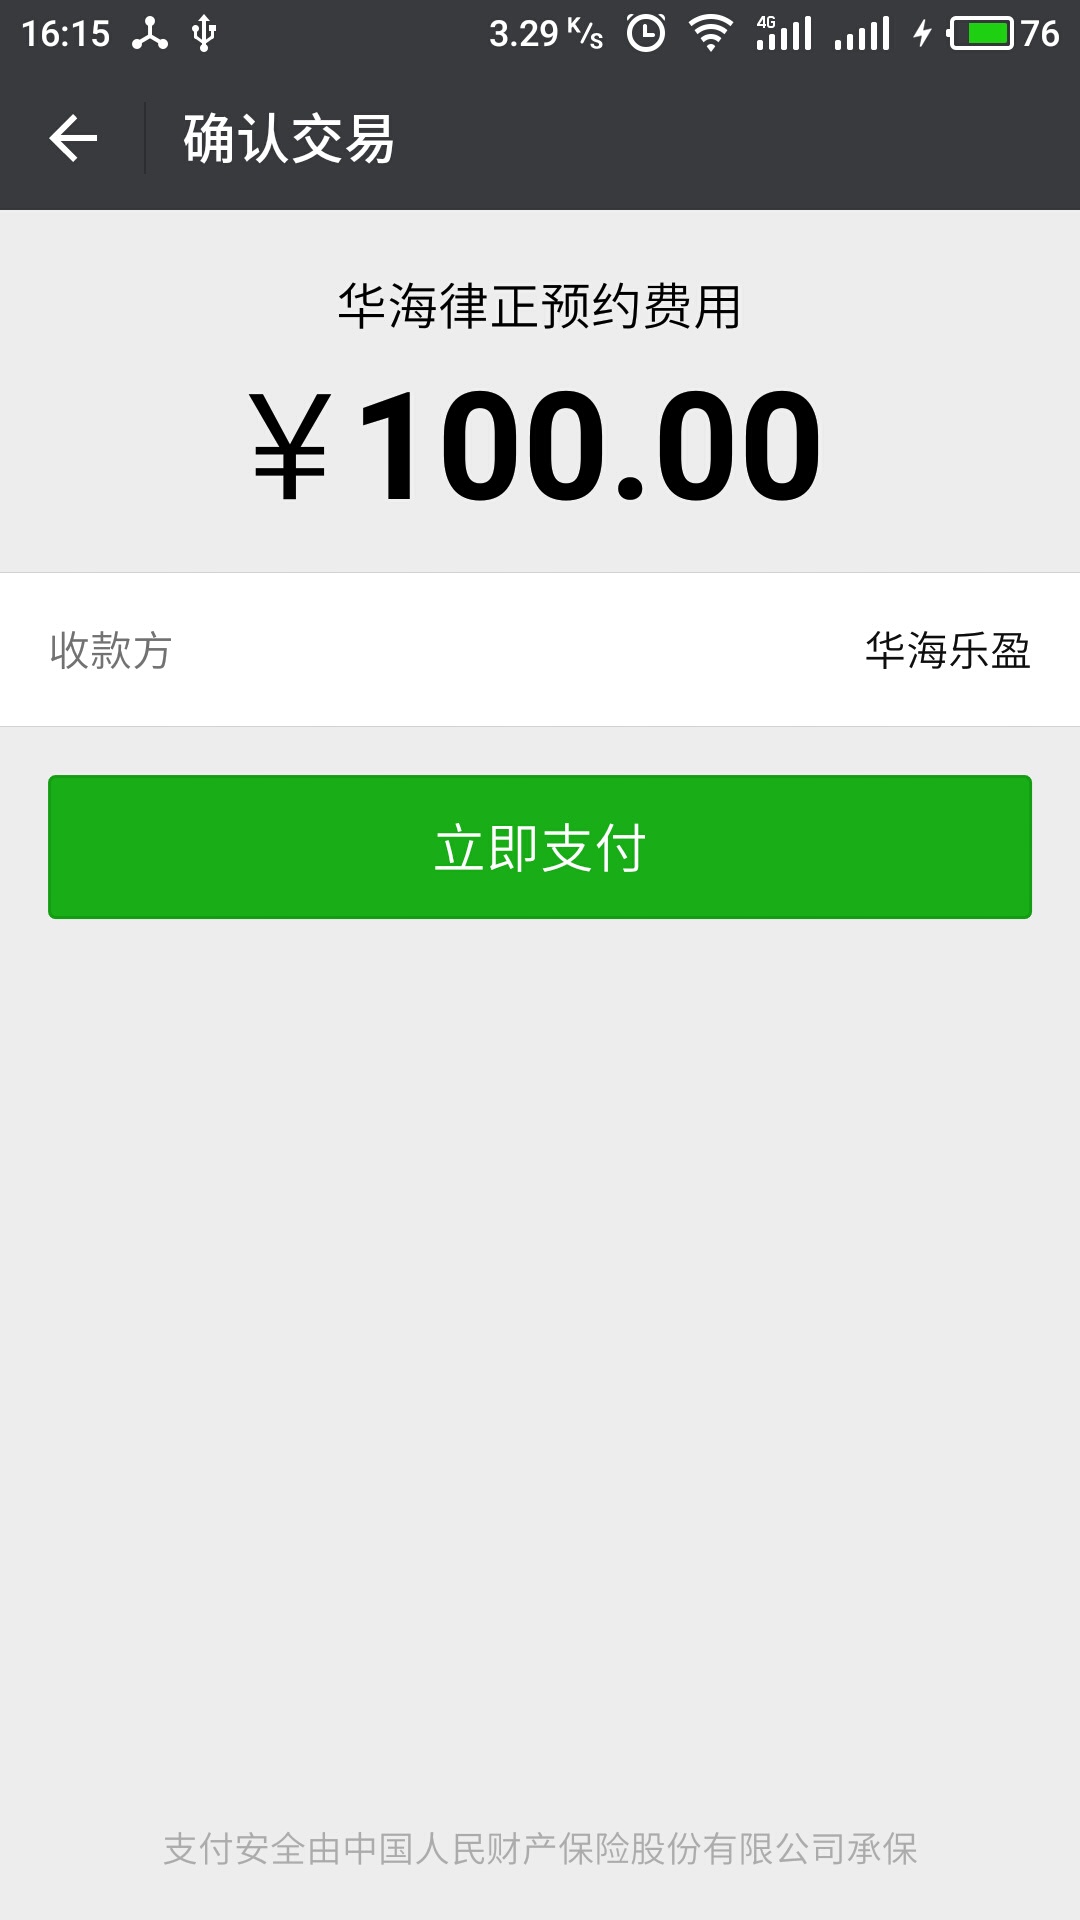 16:15 3.29 K/s 4G 76
确认交易
华海律正预约费用
￥100.00
收款方 华海乐盈
立即支付
支付安全由中国人民财产保险股份有限公司承保